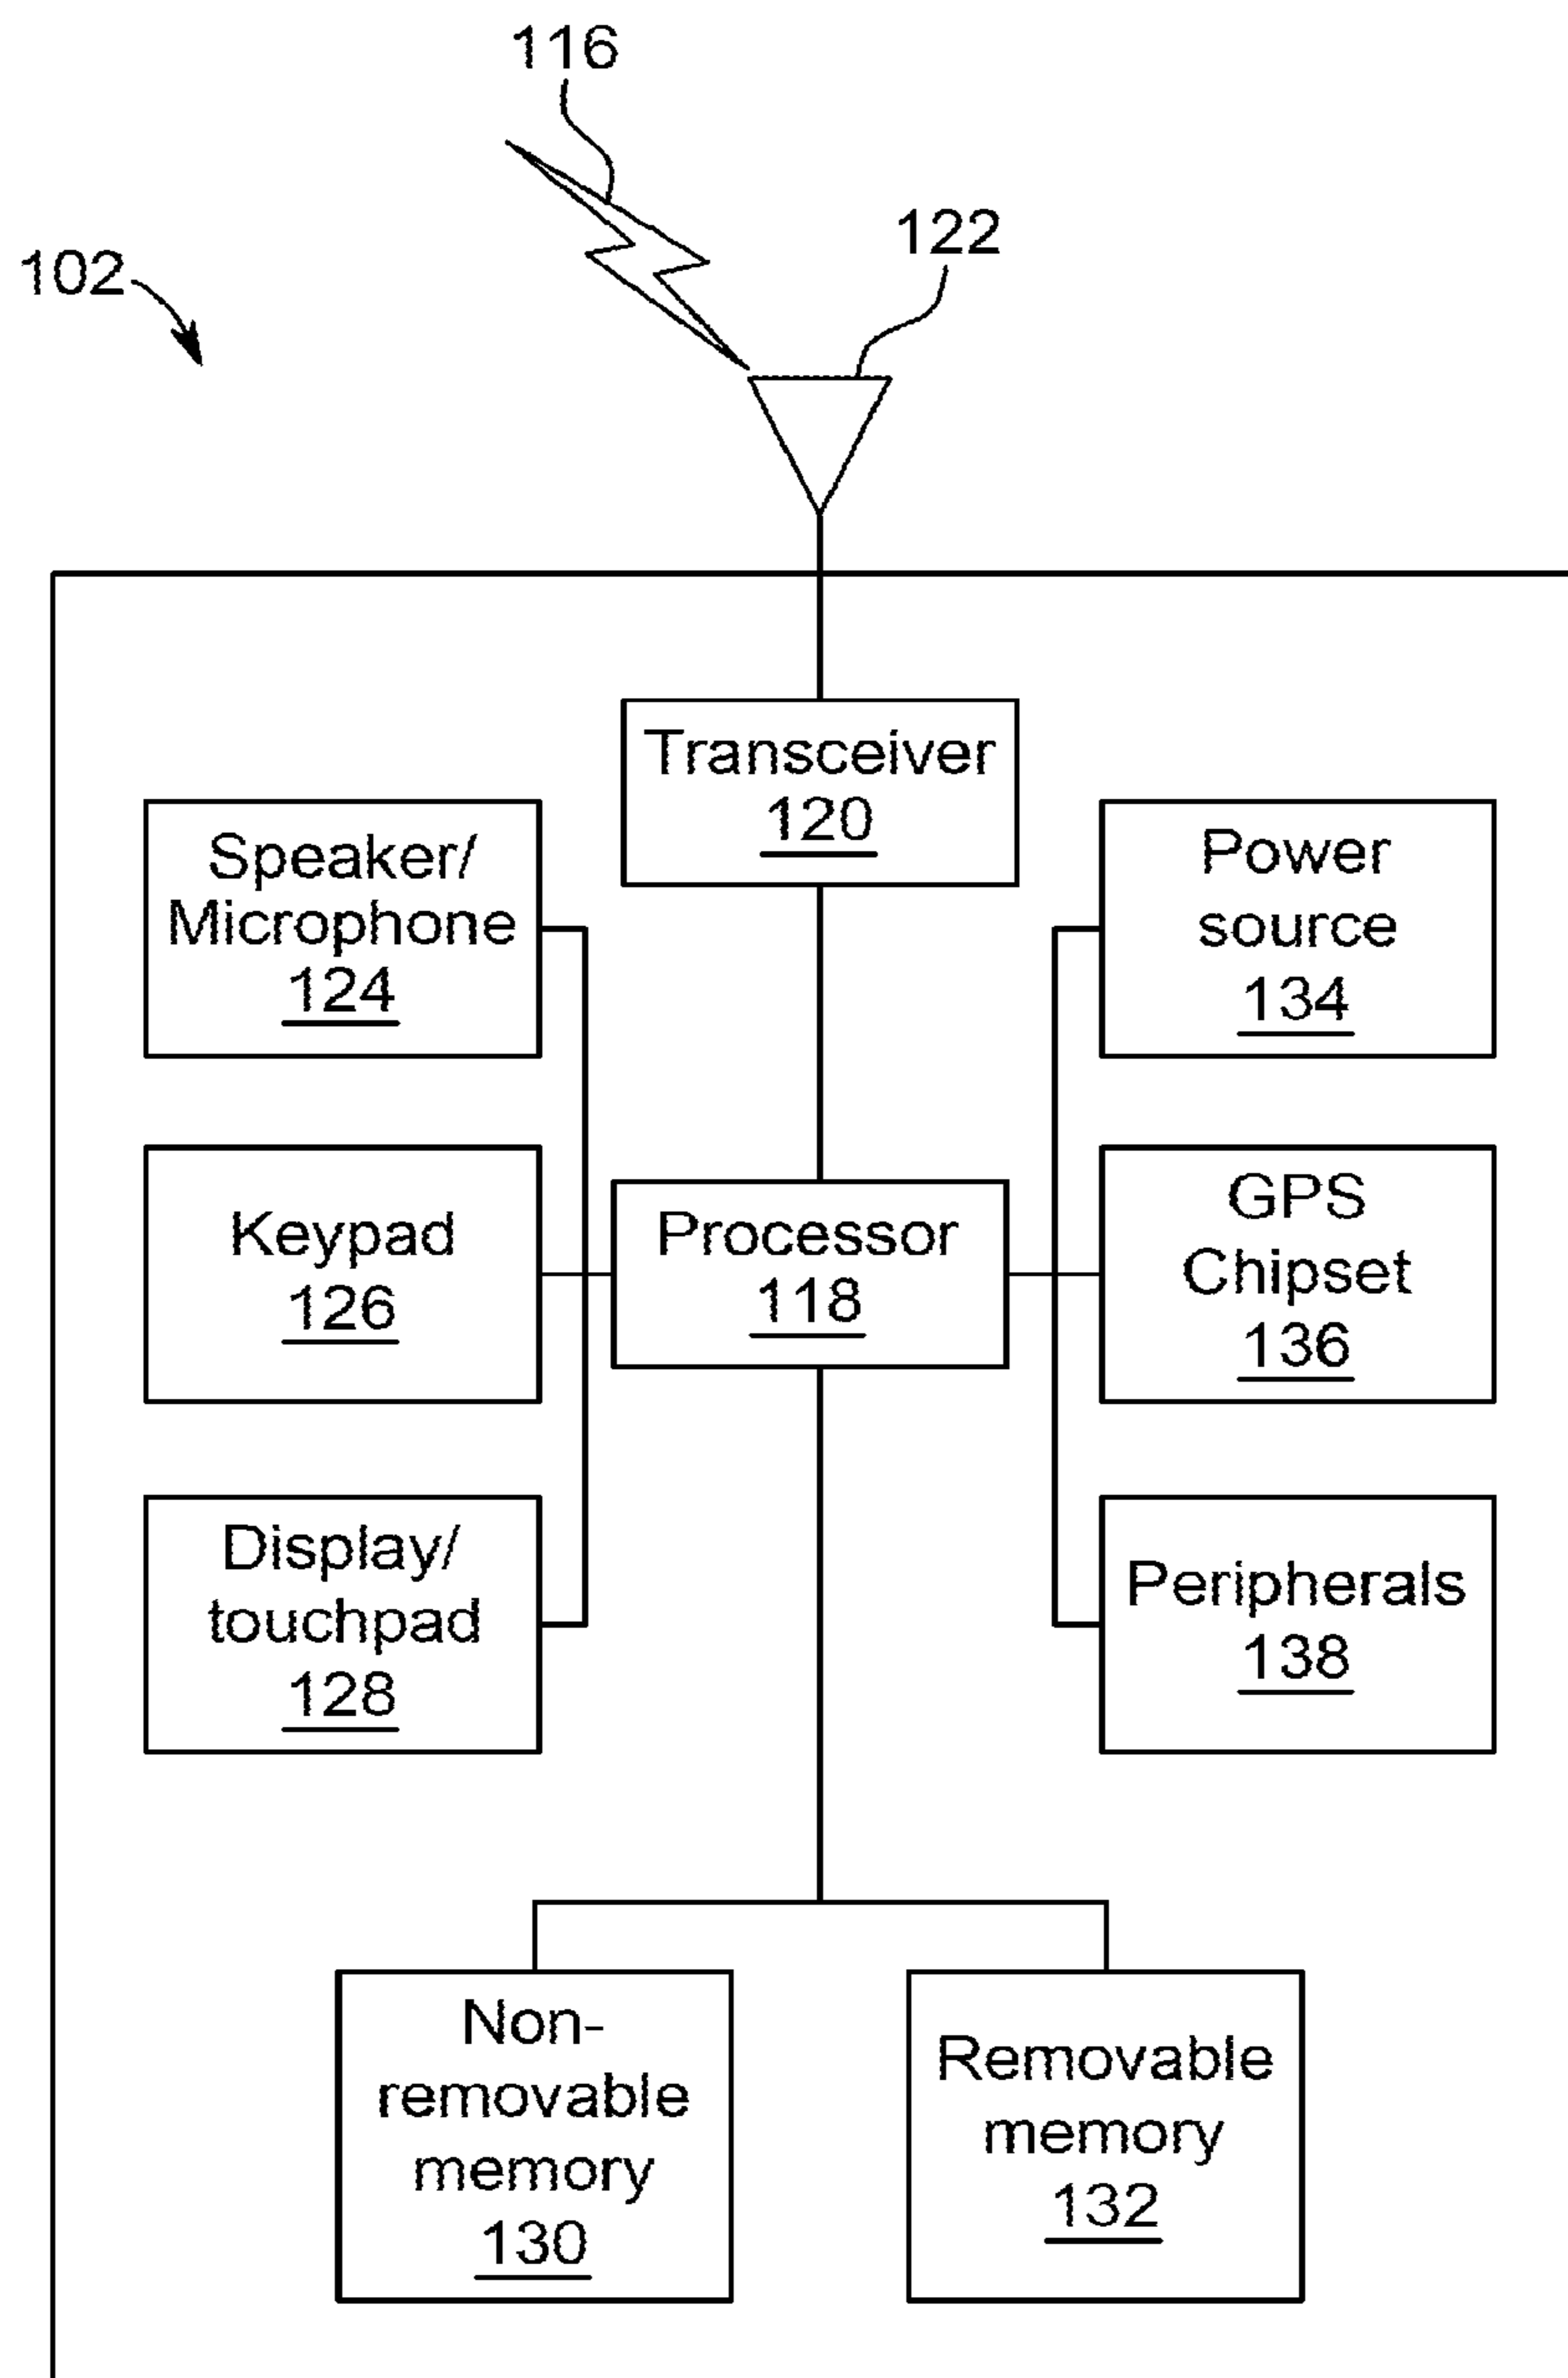 116
122
102
Transceiver
120
Speaker/
Microphone
124
Power
source
134
Keypad
126
Processor
118
GPS
Chipset
136
Display/
touchpad
128
Peripherals
138
Non-
removable
memory
130
Removable
memory
132